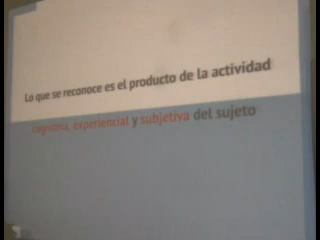 Lo que se reconoce es el producto de la actividad
cognitiva, experiencial y subjetiva del sujeto